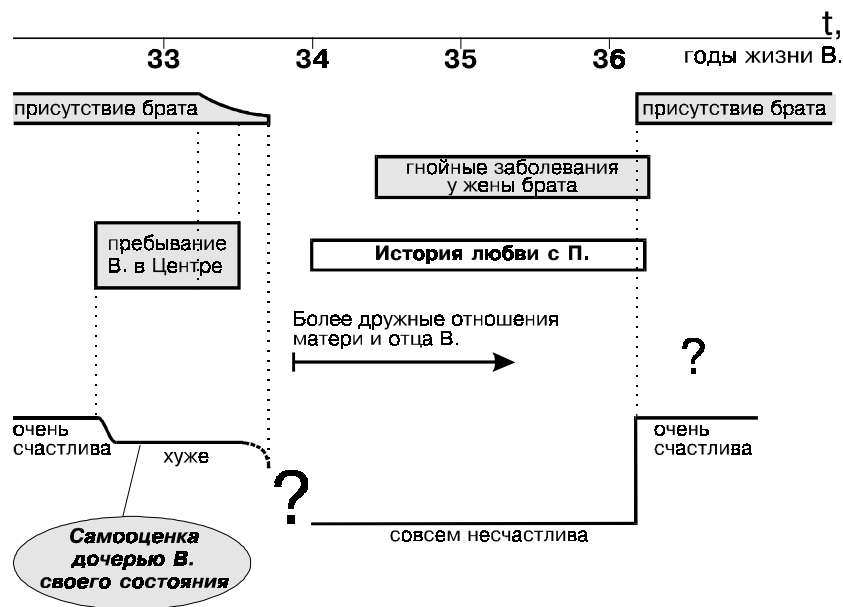 t,
33
34
35
36
годы жизни В.
присутствие брата
присутствие брата
гнойные заболевания
у жены брата
пребывание
В. в Центре
История любви с П.
Более дружные отношения
матери и отца В.
?
очень
счастлива
хуже
очень
счастлива
?
совсем несчастлива
Самооценка
дочерью В.
своего состояния